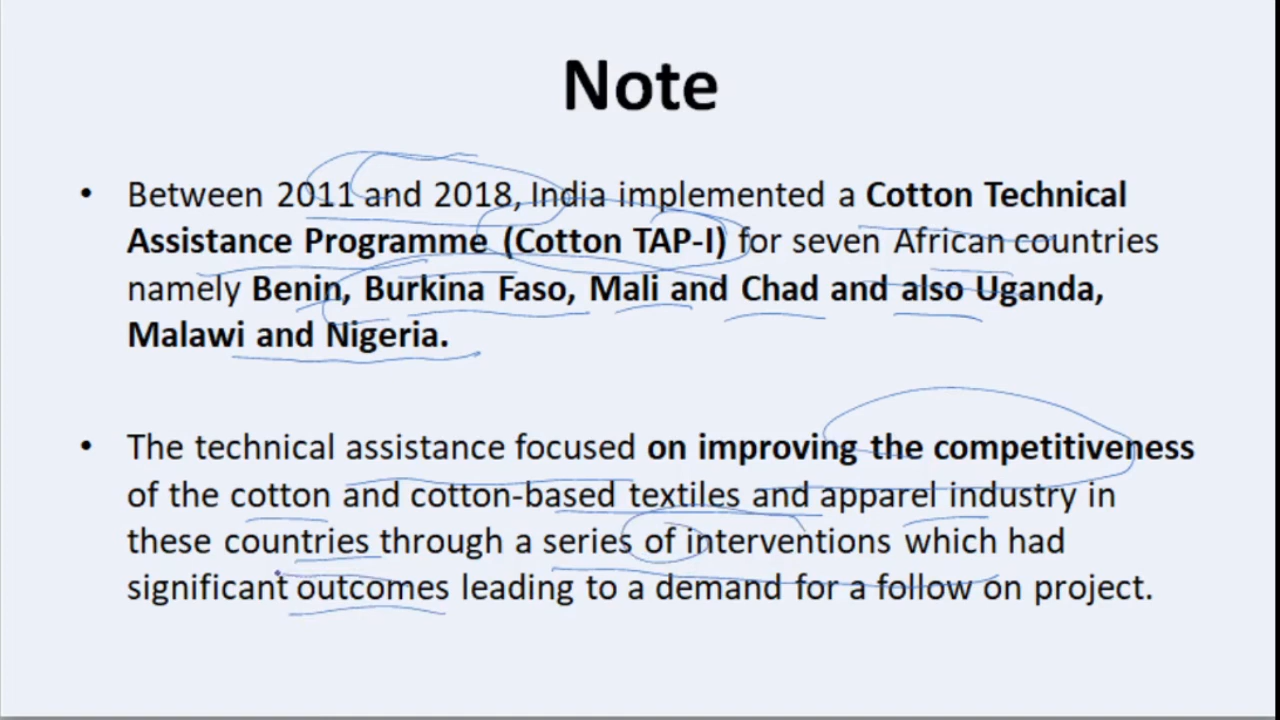 Note
• Between 2011 and 2018, India implemented a Cotton Technical
Assistance Programme (Cotton TAP-I) for seven African countries
namely Benin, Burkina Faso, Mali and Chad and also Uganda,
Malawi and Nigeria.
• The technical assistance focused on improving the competitiveness
of the cotton and cotton-based textiles and apparel industry in
these countries through a series of interventions which had
significant outcomes leading to a demand for a follow on project.